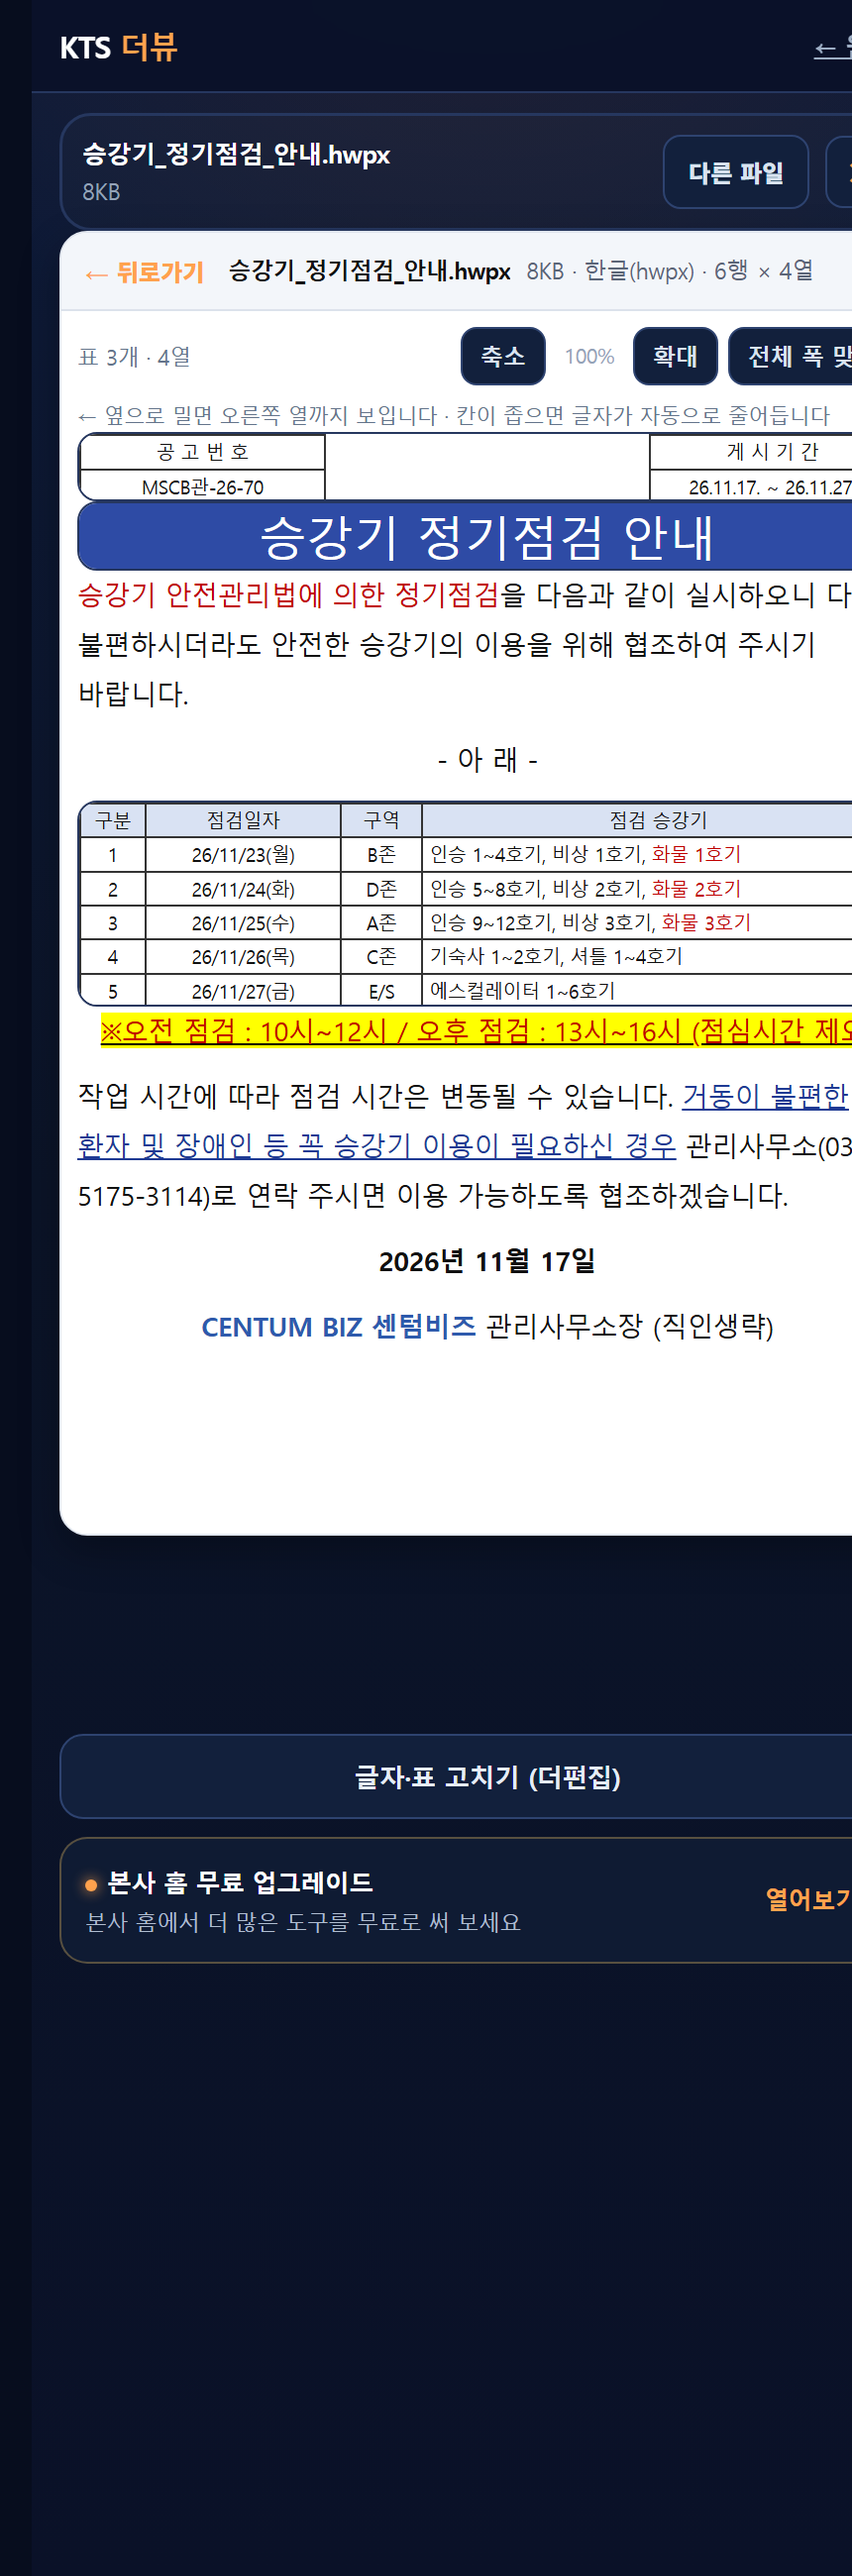 KTS 더뷰
←
승강기_정기점검_안내.hwpx
8KB
다른 파일
← 뒤로가기 승강기_정기점검_안내.hwpx 8KB · 한글(hwpx) · 6행 × 4열
표 3개 · 4열 축소 100% 확대 전체 폭
← 옆으로 밀면 오른쪽 열까지 보입니다 · 칸이 좁으면 글자가 자동으로 줄어듭니다
공 고 번 호 게 시 기 간
MSCB관-26-70 26.11.17. ~ 26.11.27
승강기 정기점검 안내
승강기 안전관리법에 의한 정기점검을 다음과 같이 실시하오니 다
불편하시더라도 안전한 승강기의 이용을 위해 협조하여 주시기
바랍니다.
- 아 래 -
구분 점검일자 구역 점검 승강기
1 26/11/23(월) B존 인승 1~4호기, 비상 1호기, 화물 1호기
2 26/11/24(화) D존 인승 5~8호기, 비상 2호기, 화물 2호기
3 26/11/25(수) A존 인승 9~12호기, 비상 3호기, 화물 3호기
4 26/11/26(목) C존 기숙사 1~2호기, 셔틀 1~4호기
5 26/11/27(금) E/S 에스컬레이터 1~6호기
※오전 점검 : 10시~12시 / 오후 점검 : 13시~16시 (점심시간
작업 시간에 따라 점검 시간은 변동될 수 있습니다. 거동이 불편한
환자 및 장애인 등 꼭 승강기 이용이 필요하신 경우 관리사무소(03
5175-3114)로 연락 주시면 이용 가능하도록 협조하겠습니다.
2026년 11월 17일
CENTUM BIZ 센텀비즈 관리사무소장 (직인생략)
글자·표 고치기 (더편집)
본사 홈 무료 업그레이드
본사 홈에서 더 많은 도구를 무료로 써 보세요
열어보기